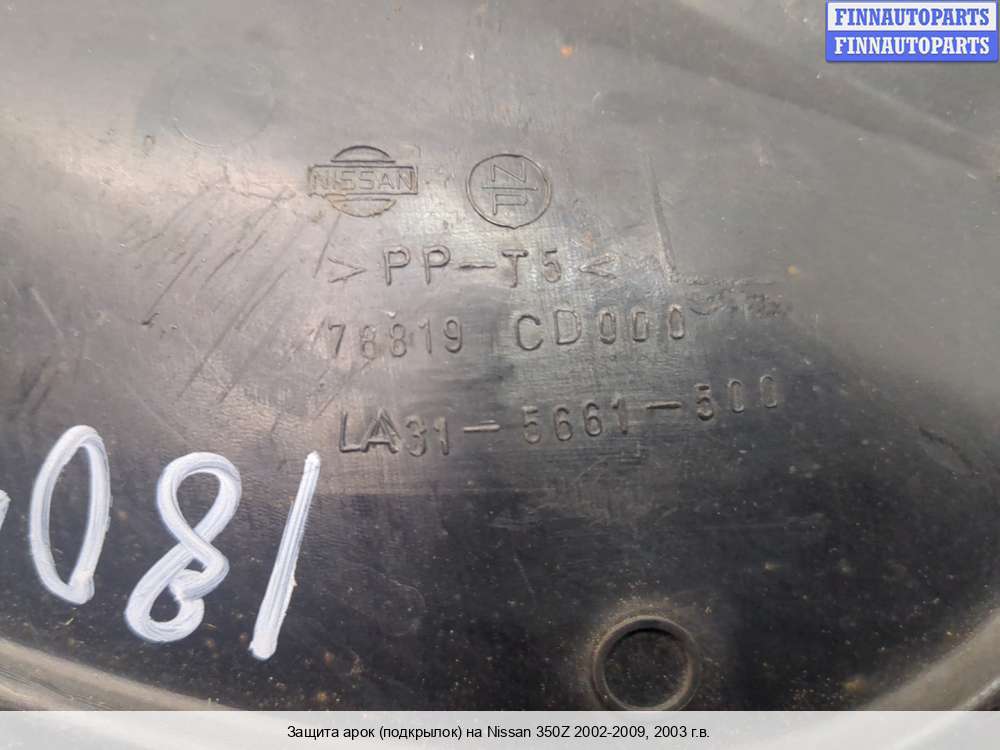 FINNAUTOPARTS
FINNAUTOPARTS
NISSAN
N
P
>PP-T5<
78819 CD000
LA31-5661-500
081
Защита арок (подкрылок) на Nissan 350Z 2002-2009, 2003 г.в.